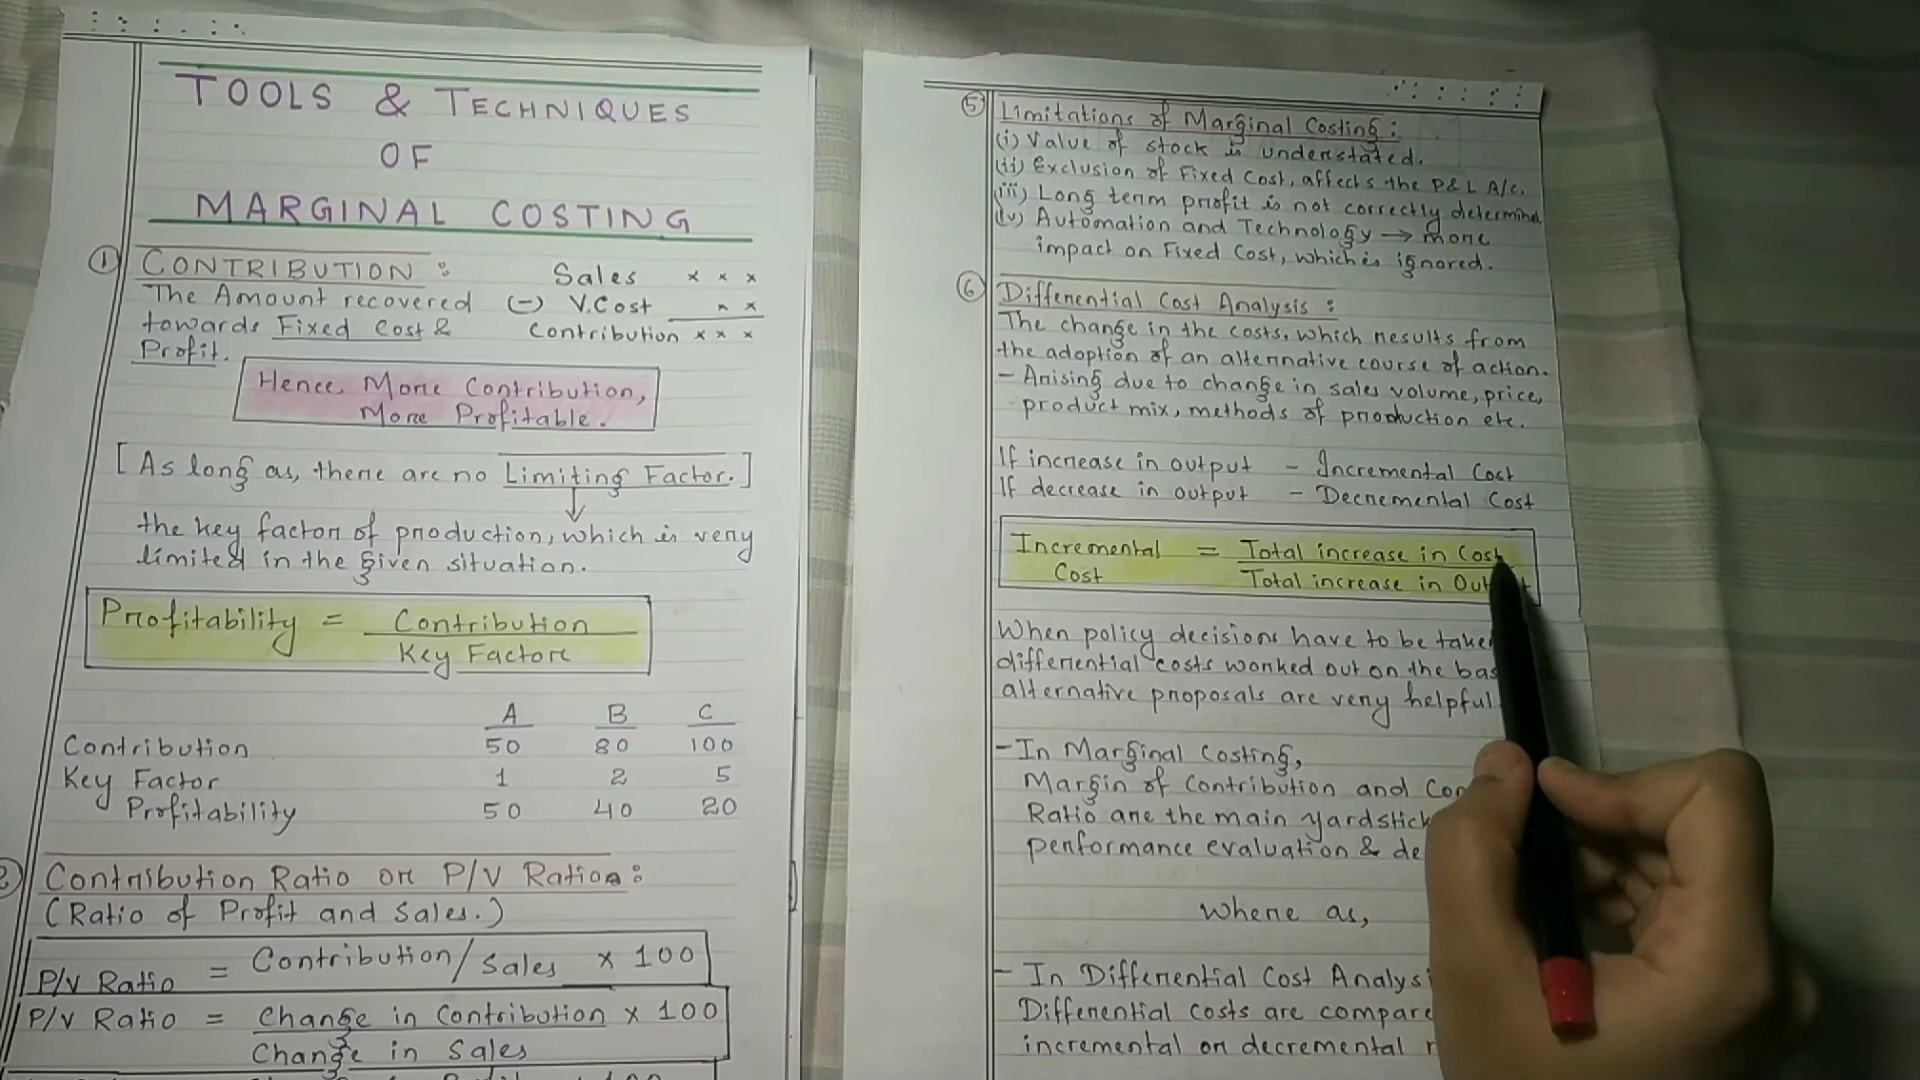 TOOLS & TECHNIQUES
OF
MARGINAL COSTING
① CONTRIBUTION :
The Amount recovered
towards Fixed Cost &
Profit.
Sales × × ×
(-) V.Cost × ×
Contribution × × ×
Hence, More Contribution,
More Profitable.
[As long as, there are no Limiting Factor.]
↓
the key factor of production, which is very
limited in the given situation.
Profitability = Contribution
Key Factor
A B C
Contribution 50 80 100
Key Factor 1 2 5
Profitability 50 40 20
Contribution Ratio or P/V Ratio :
(Ratio of Profit and Sales.)
P/V Ratio = Contribution/Sales × 100
P/V Ratio = Change in Contribution × 100
Change in Sales
⑤ Limitations of Marginal Costing :
(i) Value of stock is understated.
(ii) Exclusion of Fixed Cost, affects the P&L A/c.
(iii) Long term profit is not correctly determined
(iv) Automation and Technology → more
impact on Fixed Cost, which is ignored.
⑥ Differential Cost Analysis :
The change in the costs, which results from
the adoption of an alternative course of action.
- Arising due to change in sales volume, price,
product mix, methods of production etc.
If increase in output - Incremental Cost
If decrease in output - Decremental Cost
Incremental Cost = Total increase in Cost
Total increase in
When policy decisions have to be
differential costs worked out on the
alternative proposals are very helpful
- In Marginal Costing,
Margin of Contribution and
Ratio are the main yardstick
performance evaluation &
where as,
- In Differential Cost
Differential costs are
incremental or decremental